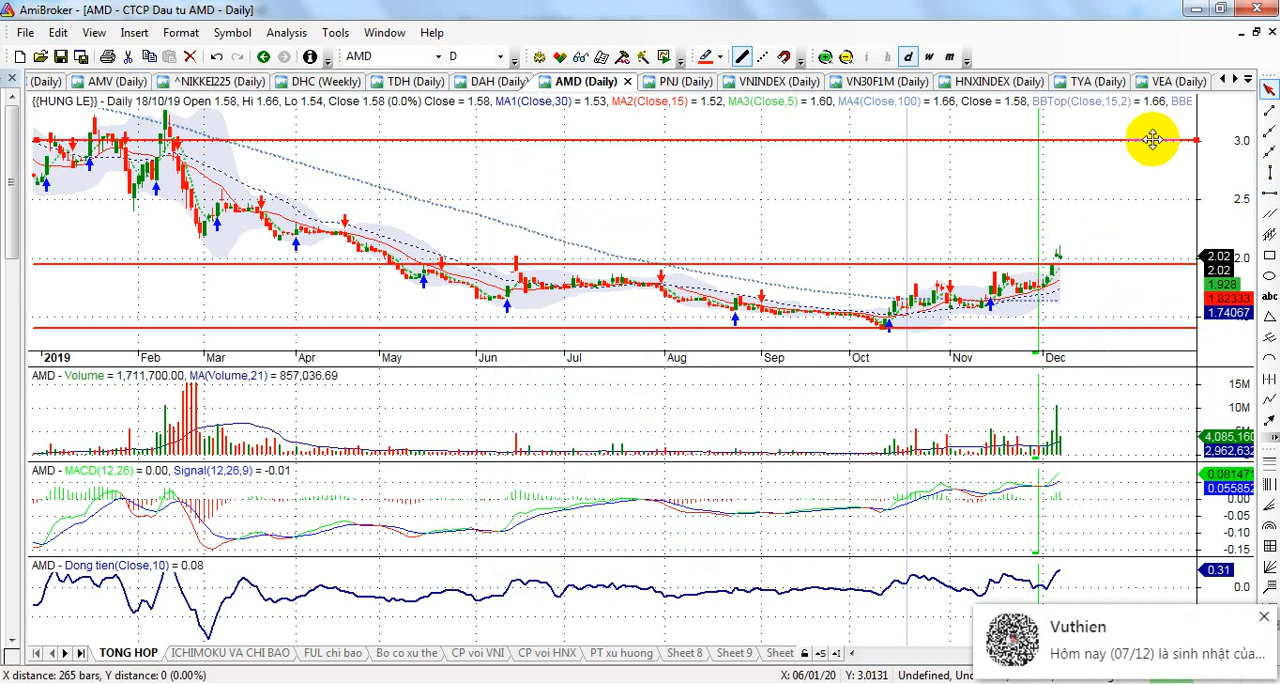 AmiBroker - [AMD - CTCP Dau tu AMD - Daily]
File Edit View Insert Format Symbol Analysis Tools Window Help
AMD D i d w m
(Daily) AMV (Daily) ^NIKKEI225 (Daily) DHC (Weekly) TDH (Daily) DAH (Daily) AMD (Daily) PNJ (Daily) VNINDEX (Daily) VN30F1M (Daily) HNXINDEX (Daily) TYA (Daily) VEA (Daily)
{{HUNG LE}} - Daily 18/10/19 Open 1.58, Hi 1.66, Lo 1.54, Close 1.58 (0.0%) Close = 1.58, MA1(Close,30) = 1.53, MA2(Close,15) = 1.52, MA3(Close,5) = 1.60, MA4(Close,100) = 1.66, Close = 1.58, BBTop(Close,15,2) = 1.66, BBE
3.0
2.5
2.02 2.0
2.02
1.928
1.82333
1.74067
abc
2019 Feb Mar Apr May Jun Jul Aug Sep Oct Nov Dec
AMD - Volume = 1,711,700.00, MA(Volume,21) = 857,036.69
15M
10M
4,085,160
2,962,632
AMD - MACD(12,26) = 0.00, Signal(12,26,9) = -0.01
0.081471
0.055852
0.00
-0.05
-0.10
-0.15
AMD - Dong tien(Close,10) = 0.08
0.31
0.0
Vuthien
Hôm nay (07/12) là sinh nhật của...
TONG HOP ICHIMOKU VA CHI BAO FUL chi bao Bo co xu the CP voi VNI CP voi HNX PT xu huong Sheet 8 Sheet 9 Sheet
X distance: 265 bars, Y distance: 0 (0.00%) X: 06/01/20 Y: 3.0131 Undefined, Un